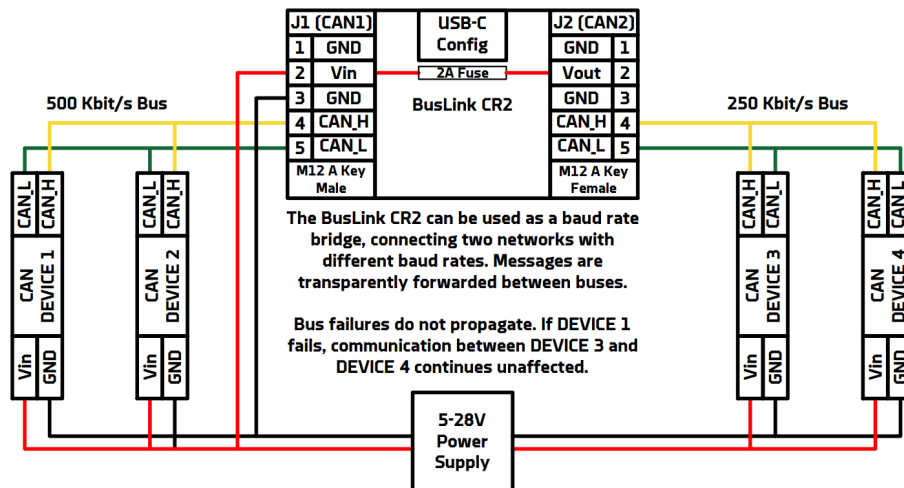 J1 (CAN1)
1 GND
2 Vin
3 GND
4 CAN_H
5 CAN_L
M12 A Key
Male
USB-C
Config
2A Fuse
BusLink CR2
J2 (CAN2)
GND 1
Vout 2
GND 3
CAN_H 4
CAN_L 5
M12 A Key
Female
500 Kbit/s Bus
250 Kbit/s Bus
The BusLink CR2 can be used as a baud rate
bridge, connecting two networks with
different baud rates. Messages are
transparently forwarded between buses.
Bus failures do not propagate. If DEVICE 1
fails, communication between DEVICE 3 and
DEVICE 4 continues unaffected.
CAN_L
CAN_H
CAN
DEVICE 1
Vin
GND
CAN_L
CAN_H
CAN
DEVICE 2
Vin
GND
CAN_H
CAN_L
CAN
DEVICE 3
Vin
GND
CAN_H
CAN_L
CAN
DEVICE 4
Vin
GND
5-28V
Power
Supply